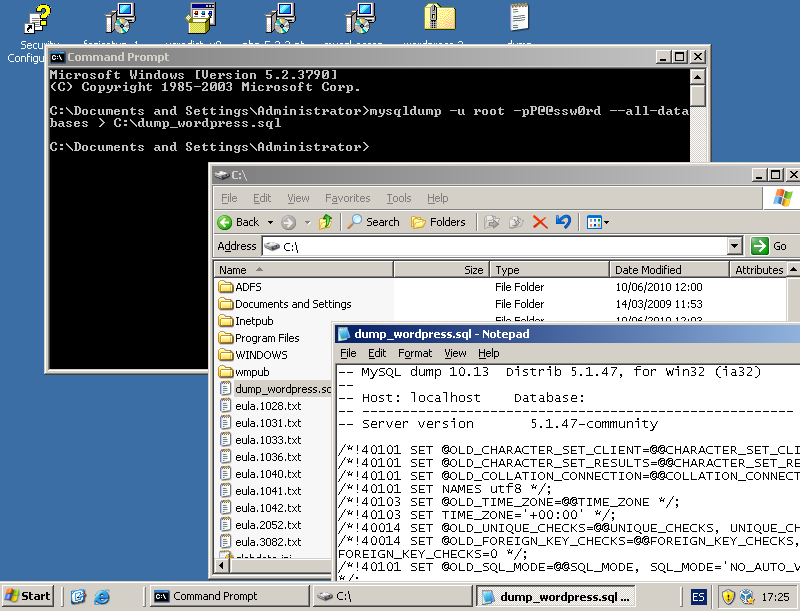 Security
Configu
dump
Command Prompt
Microsoft Windows [Version 5.2.3790]
(C) Copyright 1985-2003 Microsoft Corp.
C:\Documents and Settings\Administrator>mysqldump -u root -pP@@ssw0rd --all-data
bases > C:\dump_wordpress.sql
C:\Documents and Settings\Administrator>
C:\
File Edit View Favorites Tools Help
Back Search Folders
Address C:\ Go
Name Size Type Date Modified Attributes
ADFS File Folder 10/06/2010 12:00
Documents and Settings File Folder 14/03/2009 11:53
Inetpub File Folder 10/06/2010 12:03
Program Files
WINDOWS
wmpub
dump_wordpress.sc
eula.1028.txt
eula.1031.txt
eula.1033.txt
eula.1036.txt
eula.1040.txt
eula.1041.txt
eula.1042.txt
eula.2052.txt
eula.3082.txt
dump_wordpress.sql - Notepad
File Edit Format View Help
-- MySQL dump 10.13  Distrib 5.1.47, for Win32 (ia32)
--
-- Host: localhost    Database:
-- ------------------------------------------------------
-- Server version       5.1.47-community
/*!40101 SET @OLD_CHARACTER_SET_CLIENT=@@CHARACTER_SET_CLI
/*!40101 SET @OLD_CHARACTER_SET_RESULTS=@@CHARACTER_SET_RE
/*!40101 SET @OLD_COLLATION_CONNECTION=@@COLLATION_CONNECT
/*!40101 SET NAMES utf8 */;
/*!40103 SET @OLD_TIME_ZONE=@@TIME_ZONE */;
/*!40103 SET TIME_ZONE='+00:00' */;
/*!40014 SET @OLD_UNIQUE_CHECKS=@@UNIQUE_CHECKS, UNIQUE_CH
/*!40014 SET @OLD_FOREIGN_KEY_CHECKS=@@FOREIGN_KEY_CHECKS,
FOREIGN_KEY_CHECKS=0 */;
/*!40101 SET @OLD_SQL_MODE=@@SQL_MODE, SQL_MODE='NO_AUTO_V
*/;
Start Command Prompt C:\ dump_wordpress.sql ... ES 17:25